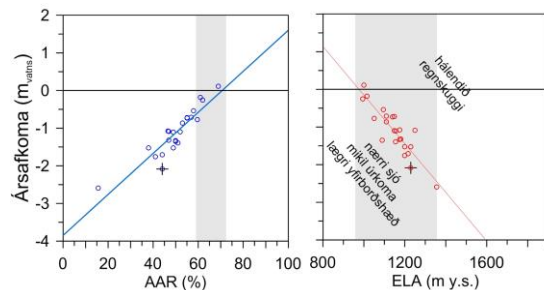 2
1
0
-1
-2
-3
-4
Ársafkoma (m vatns)
0 20 40 60 80 100
AAR (%)
hálendið
regnskuggi
nærri sjó
mikil úrkoma
lægri yfirborðshæð
800 1200 1600
ELA (m y.s.)